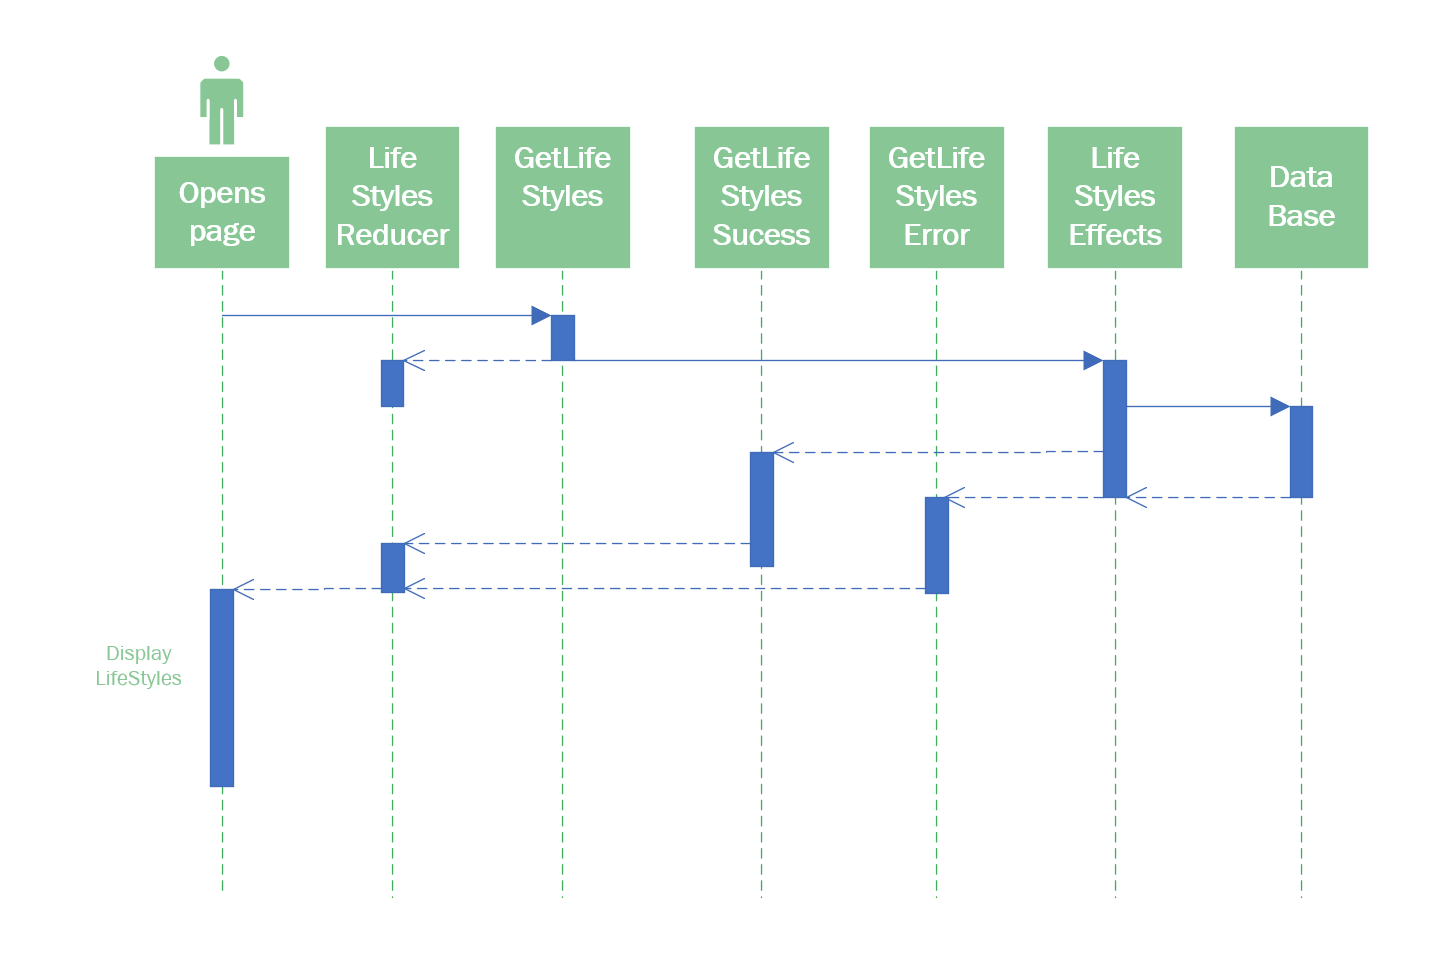 Opens
page
Life
Styles
Reducer
GetLife
Styles
GetLife
Styles
Sucess
GetLife
Styles
Error
Life
Styles
Effects
Data
Base
Display
LifeStyles